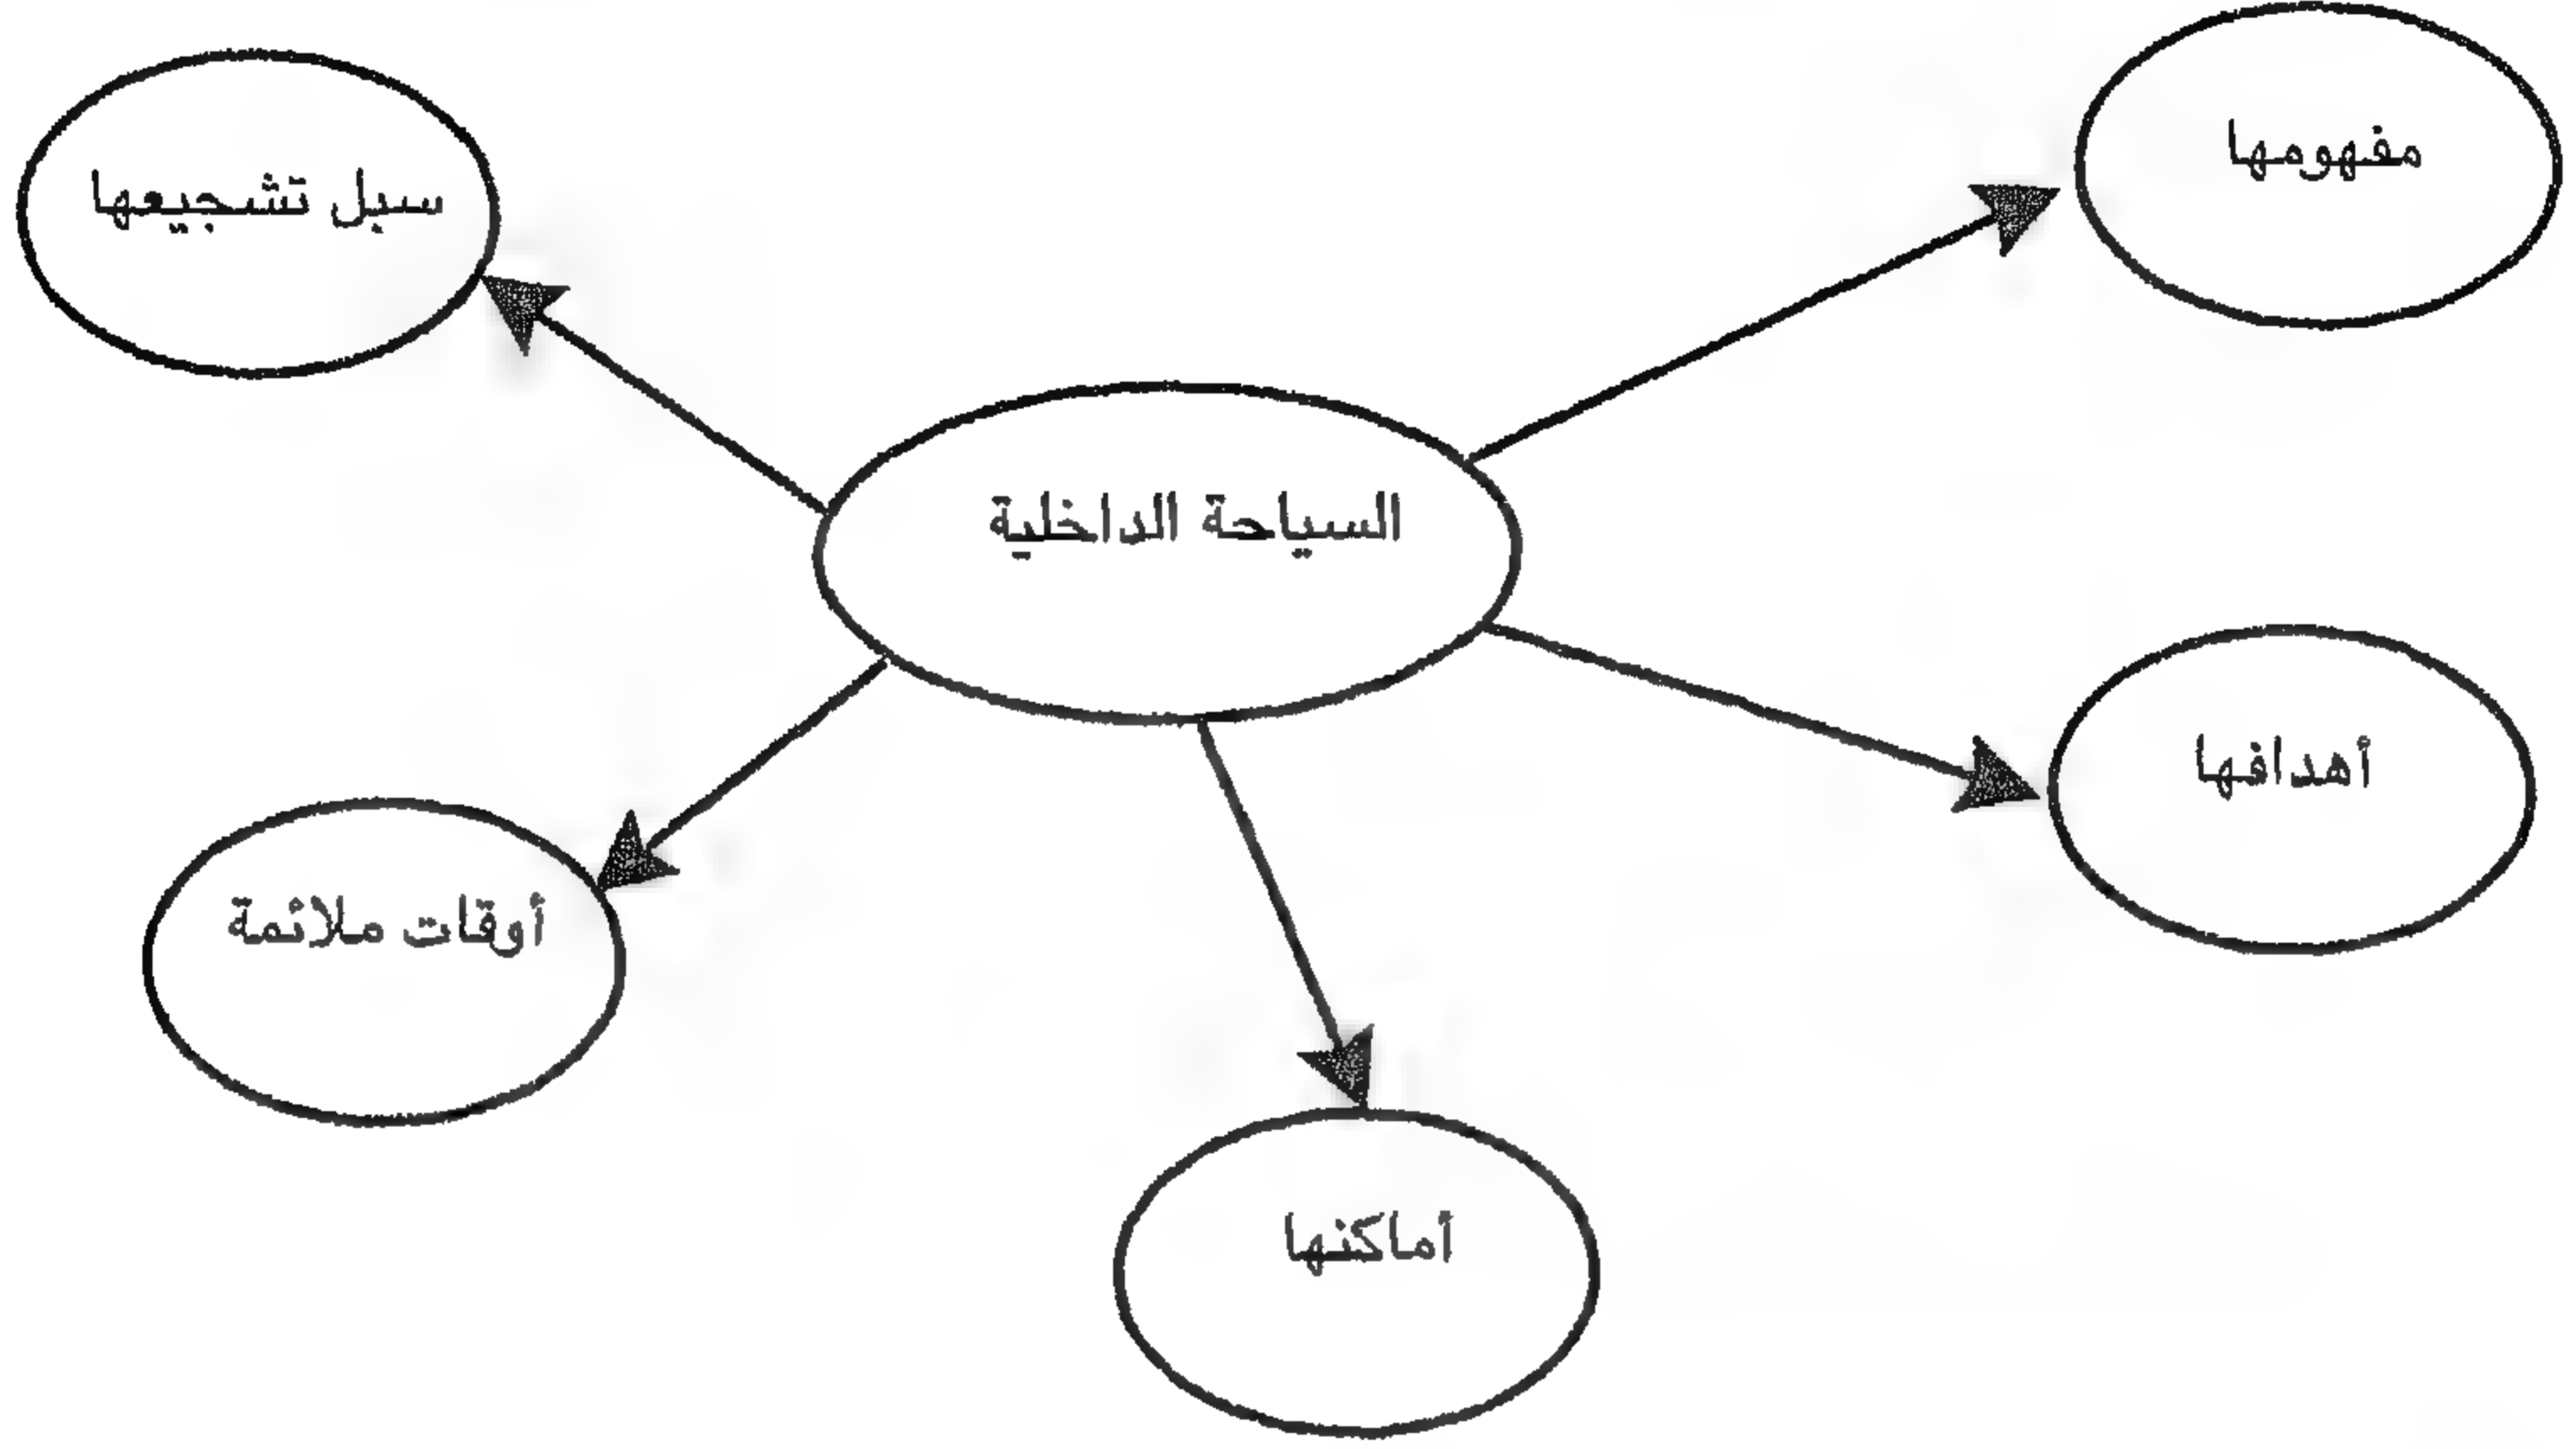 مفهومها
سبل تشجيعها
السياحة الداخلية
أهدافها
أوقات ملائمة
أماكنها